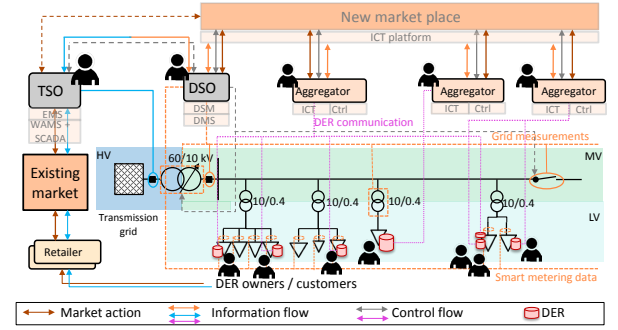 New market place
ICT platform
TSO
EMS
WAMS +
SCADA
DSO
DSM
DMS
Aggregator
ICT
Ctrl
Aggregator
ICT
Ctrl
Aggregator
ICT
Ctrl
DER communication
Grid measurements
HV
60/10 kV
MV
Existing
market
Transmission
grid
10/0.4
10/0.4
10/0.4
10/0.4
LV
Retailer
DER owners / customers
Smart metering data
Market action
Information flow
Control flow
DER